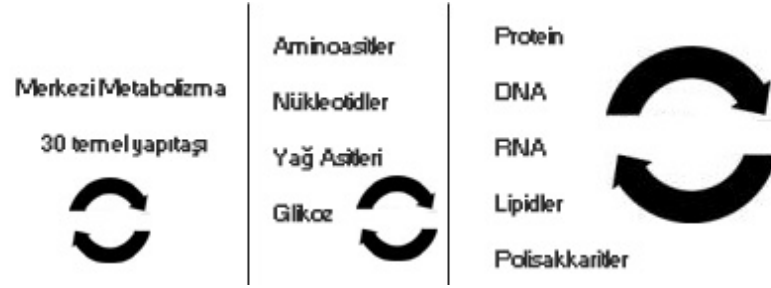 Merkezi Metabolizma
30 temel yapıtaşı
Aminoasitler
Nükleotidler
Yağ Asitleri
Glikoz
Protein
DNA
RNA
Lipidler
Polisakkaritler